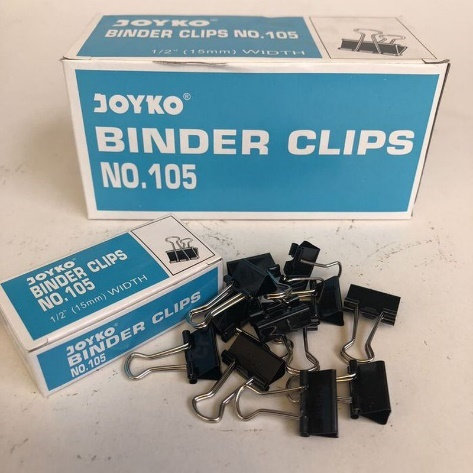 JOYKO
BINDER CLIPS NO.105
1/2" (15mm) WIDTH
JOYKO®
BINDER CLIPS
NO.105
JOYKO
BINDER CLIPS
NO.105
1/2" (15mm) WIDTH
JOYKO
BINDER CLIPS
NO.105